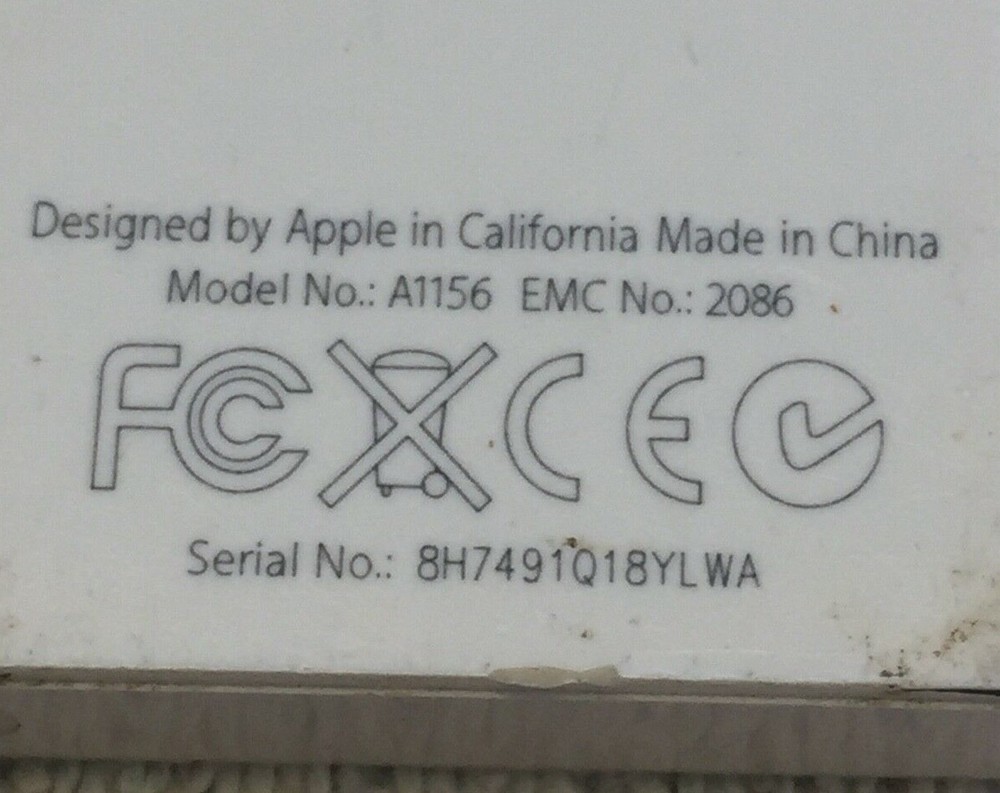 Designed by Apple in California Made in China
Model No.: A1156 EMC No.: 2086
FC CE
Serial No.: 8H7491Q18YLWA